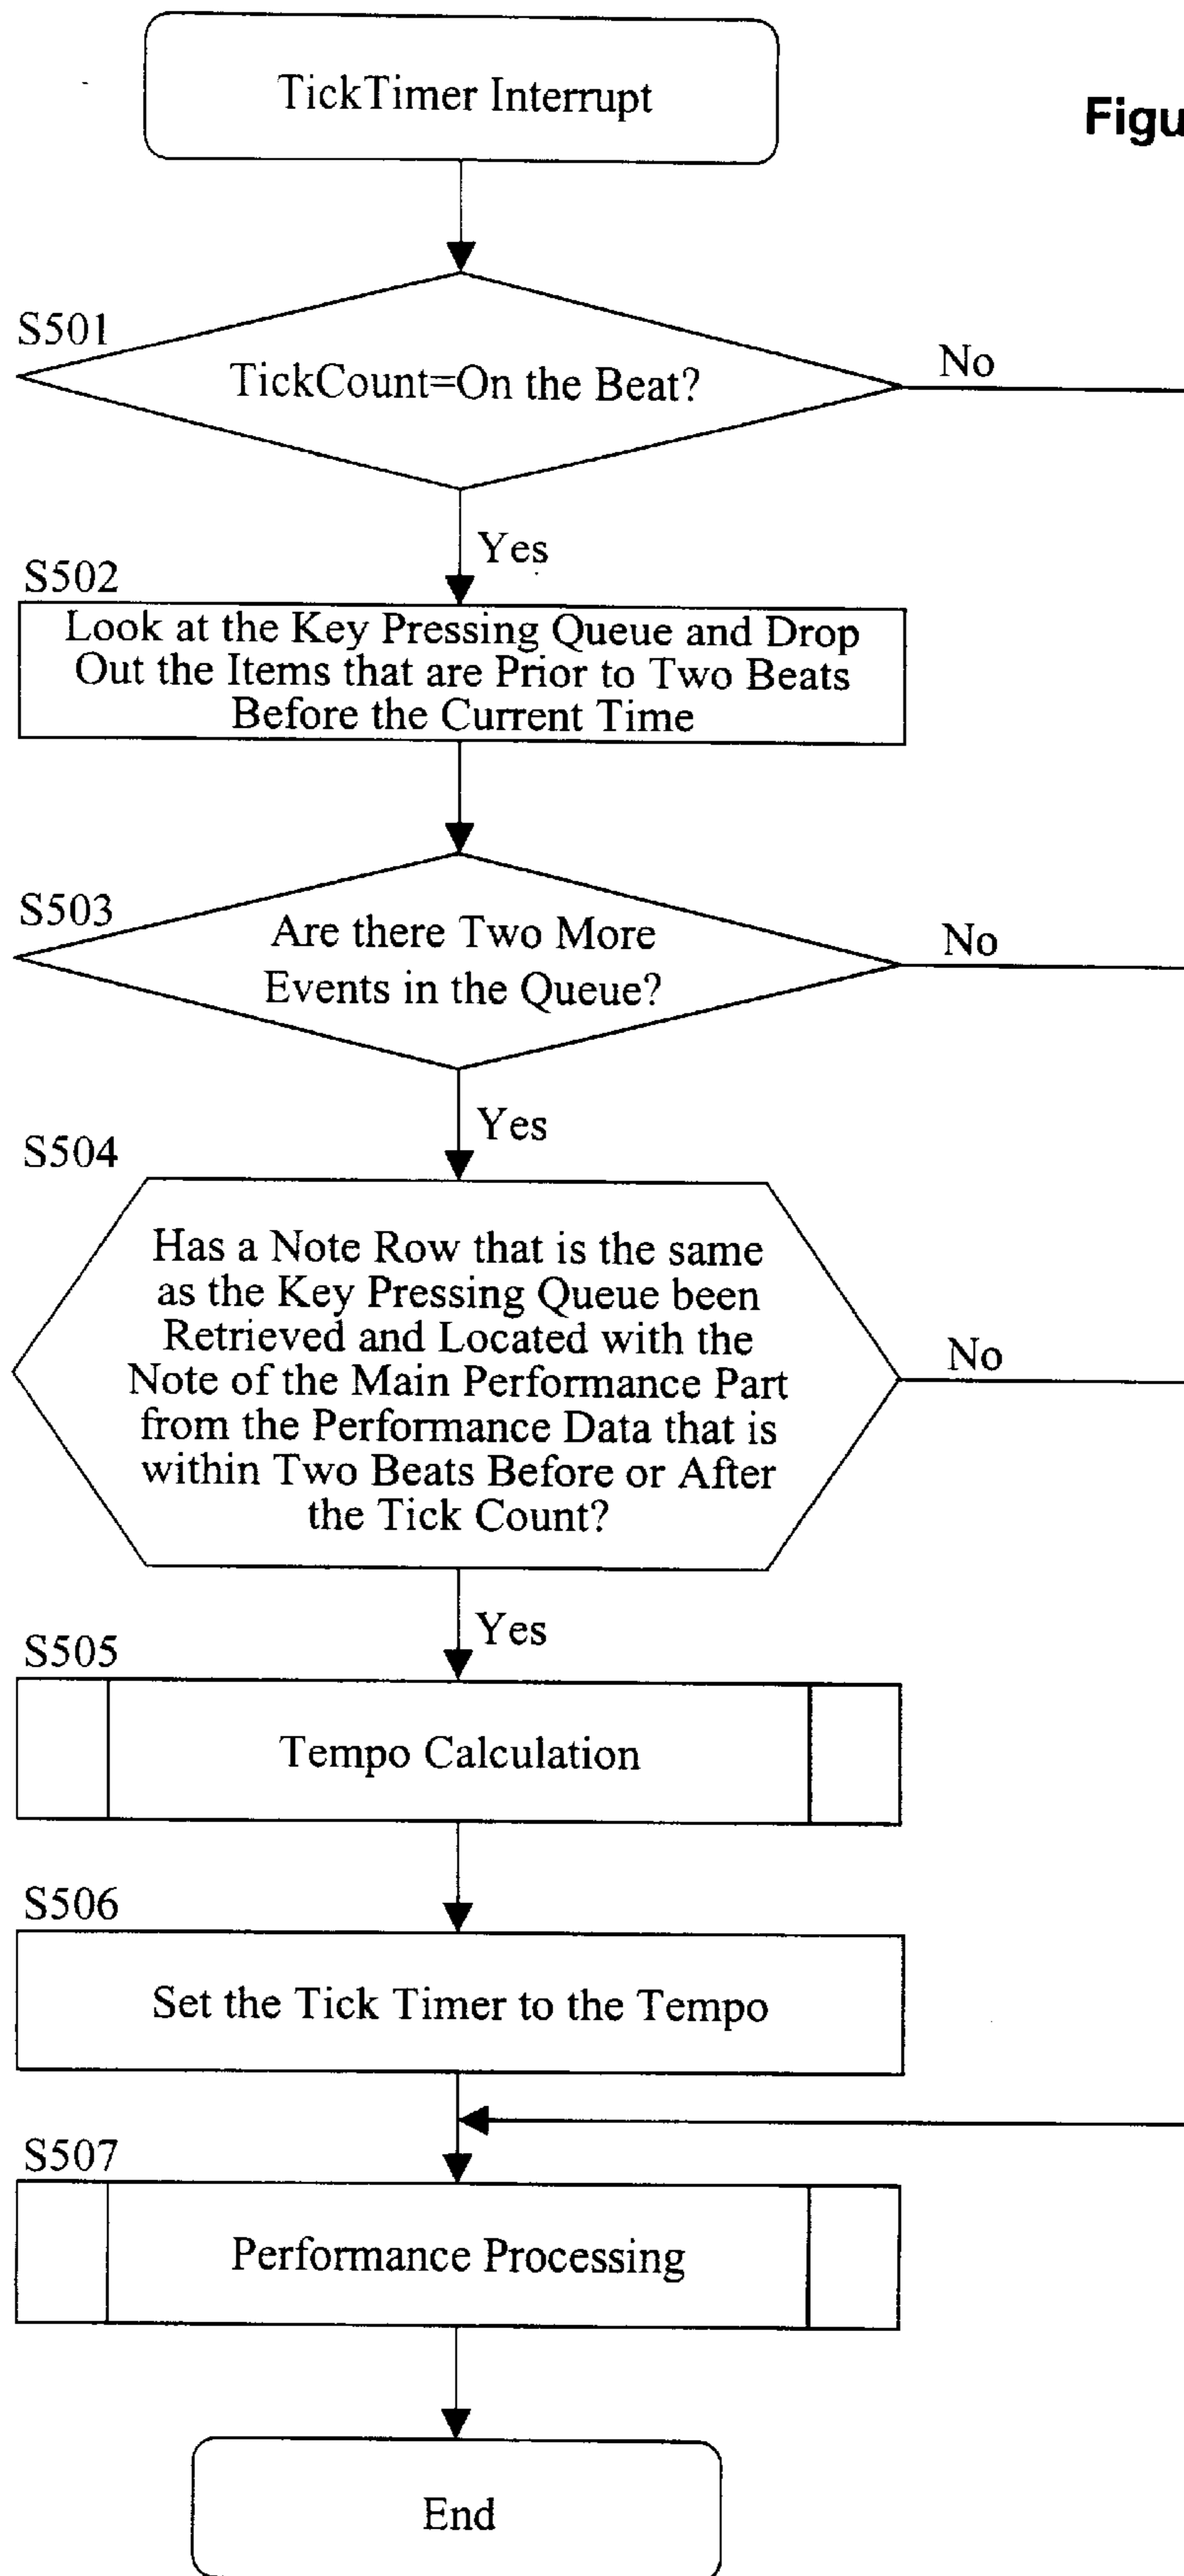 TickTimer Interrupt
Figu
S501
TickCount=On the Beat?
No
Yes
S502
Look at the Key Pressing Queue and Drop
Out the Items that are Prior to Two Beats
Before the Current Time
S503
Are there Two More
Events in the Queue?
No
Yes
S504
Has a Note Row that is the same
as the Key Pressing Queue been
Retrieved and Located with the
Note of the Main Performance Part
from the Performance Data that is
within Two Beats Before or After
the Tick Count?
No
Yes
S505
Tempo Calculation
S506
Set the Tick Timer to the Tempo
S507
Performance Processing
End